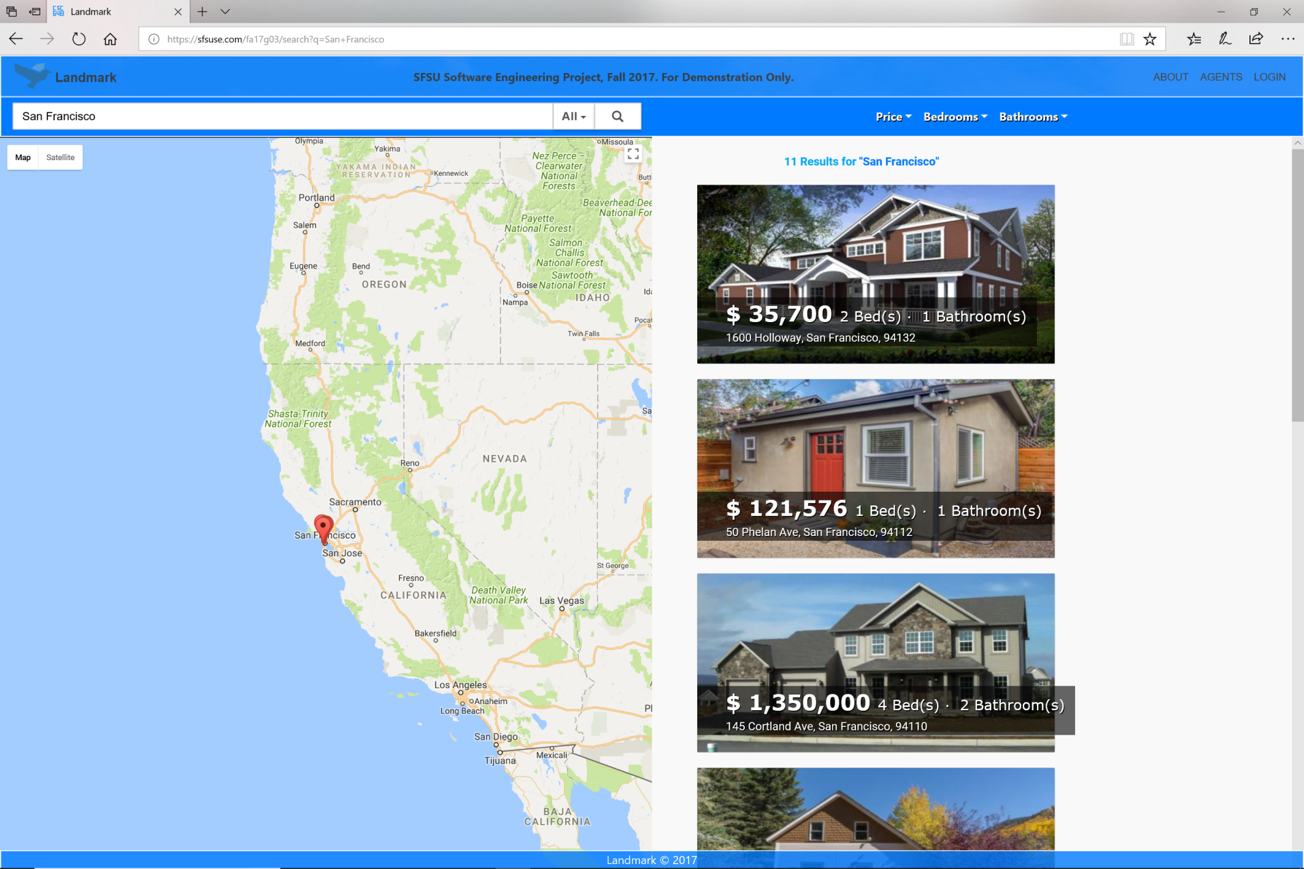 Landmark
https://sfsuse.com/fa17g03/search?q=San+Francisco
Landmark
SFSU Software Engineering Project, Fall 2017. For Demonstration Only.
ABOUT AGENTS LOGIN
San Francisco
All
Price Bedrooms Bathrooms
Map Satellite
Olympia
Yakima
YAKAMA INDIAN
RESERVATION
Kennewick
Missoula
Nez Perce-
Clearwater
National
Forests
Butt
Portland
Salem
Beaverhead-Dee
National For
Payette
National Forest
Salmon
Challis
National Forest
Sawtooth
National Forest
Eugene
Bend
OREGON
Boise
Nampa
IDAHO
Ida
Poca
Twin Falls
Medford
Shasta-Trinity
National Forest
Sa
Reno
NEVADA
Sacramento
San Francisco
San Jose
St George
Fresno
CALIFORNIA
Death Valley
National Park
Las Vegas
Bakersfield
Los Angeles
Anaheim
Long Beach
Pl
San Diego
Tijuana
Mexicali
BAJA
CALIFORNIA
11 Results for "San Francisco"
$ 35,700 2 Bed(s) · 1 Bathroom(s)
1600 Holloway, San Francisco, 94132
$ 121,576 1 Bed(s) · 1 Bathroom(s)
50 Phelan Ave, San Francisco, 94112
$ 1,350,000 4 Bed(s) · 2 Bathroom(s)
145 Cortland Ave, San Francisco, 94110
Landmark © 2017